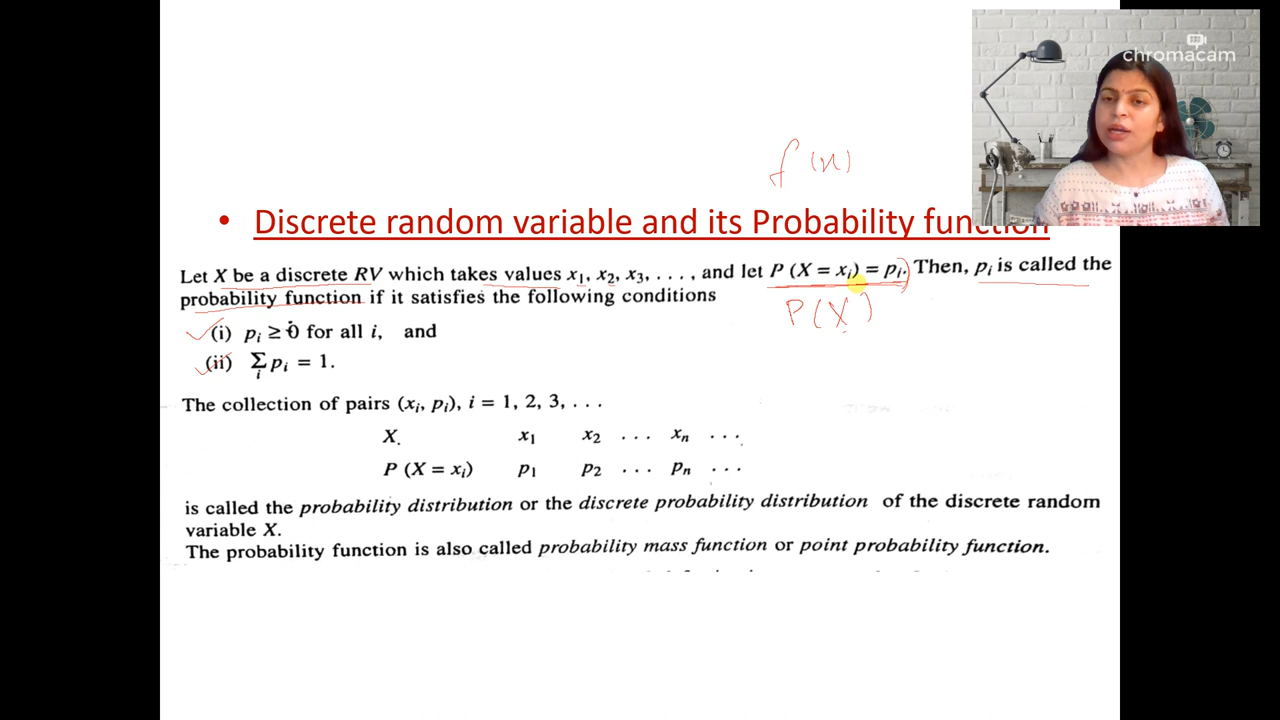 chromacam
f(x)
• Discrete random variable and its Probability function
Let X be a discrete RV which takes values x₁, x₂, x₃, . . . . , and let P (X = xᵢ) = pᵢ. Then, pᵢ is called the
probability function if it satisfies the following conditions
P(X)
(i) pᵢ ≥ 0 for all i, and
(ii) Σᵢ pᵢ = 1.
The collection of pairs (xᵢ, pᵢ), i = 1, 2, 3, . . .
X. x₁ x₂ . . . xₙ . . .
P (X = xᵢ) p₁ p₂ . . . pₙ . . .
is called the probability distribution or the discrete probability distribution of the discrete random
variable X.
The probability function is also called probability mass function or point probability function.